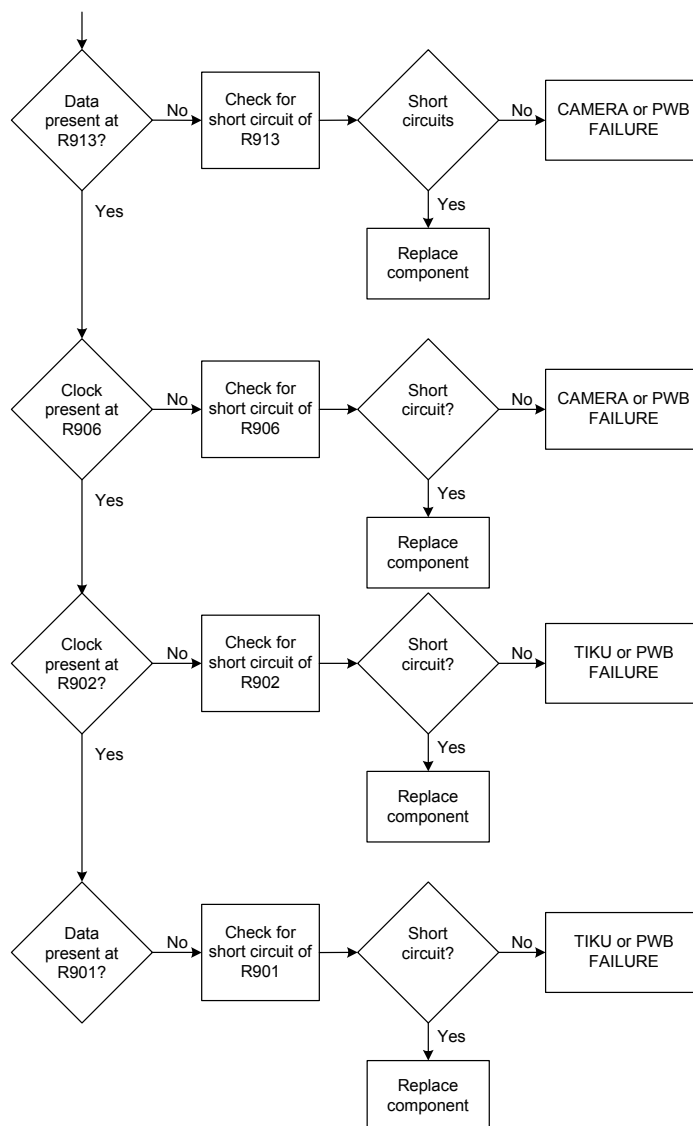 Data
present at
R913?
No
Check for
short circuit of
R913
Short
circuits
No
CAMERA or PWB
FAILURE
Yes
Yes
Replace
component
Clock
present at
R906
No
Check for
short circuit of
R906
Short
circuit?
No
CAMERA or PWB
FAILURE
Yes
Yes
Replace
component
Clock
present at
R902?
No
Check for
short circuit of
R902
Short
circuit?
No
TIKU or PWB
FAILURE
Yes
Yes
Replace
component
Data
present at
R901?
No
Check for
short circuit of
R901
Short
circuit?
No
TIKU or PWB
FAILURE
Yes
Replace
component